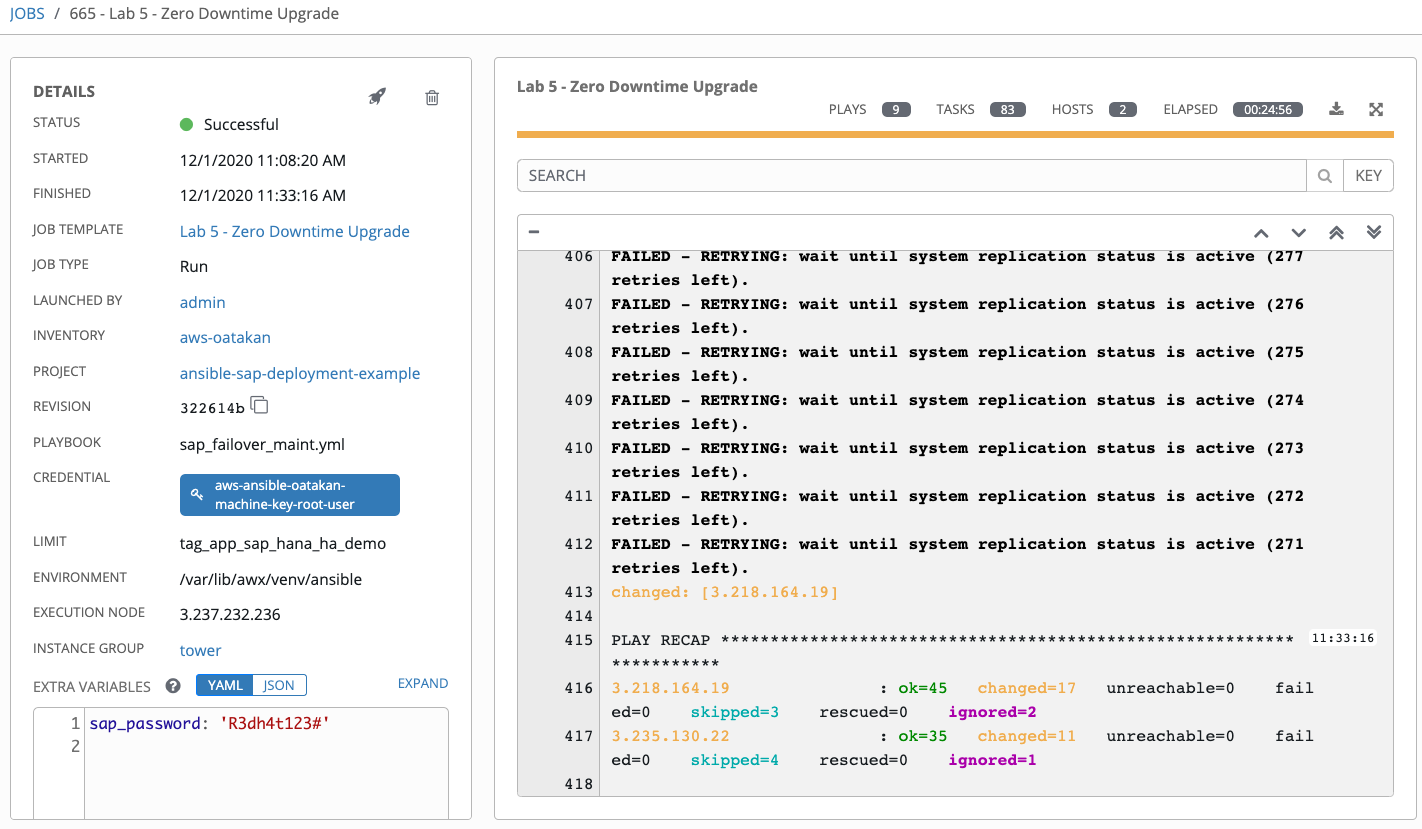 JOBS / 665 - Lab 5 - Zero Downtime Upgrade
DETAILS
STATUS Successful
STARTED 12/1/2020 11:08:20 AM
FINISHED 12/1/2020 11:33:16 AM
JOB TEMPLATE Lab 5 - Zero Downtime Upgrade
JOB TYPE Run
LAUNCHED BY admin
INVENTORY aws-oatakan
PROJECT ansible-sap-deployment-example
REVISION 322614b
PLAYBOOK sap_failover_maint.yml
CREDENTIAL aws-ansible-oatakan-
machine-key-root-user
LIMIT tag_app_sap_hana_ha_demo
ENVIRONMENT /var/lib/awx/venv/ansible
EXECUTION NODE 3.237.232.236
INSTANCE GROUP tower
EXTRA VARIABLES ? YAML JSON EXPAND
1 sap_password: 'R3dh4t123#'
2
Lab 5 - Zero Downtime Upgrade
PLAYS 9 TASKS 83 HOSTS 2 ELAPSED 00:24:56
SEARCH KEY
406 FAILED - RETRYING: wait until system replication status is active (277
retries left).
407 FAILED - RETRYING: wait until system replication status is active (276
retries left).
408 FAILED - RETRYING: wait until system replication status is active (275
retries left).
409 FAILED - RETRYING: wait until system replication status is active (274
retries left).
410 FAILED - RETRYING: wait until system replication status is active (273
retries left).
411 FAILED - RETRYING: wait until system replication status is active (272
retries left).
412 FAILED - RETRYING: wait until system replication status is active (271
retries left).
413 changed: [3.218.164.19]
414
415 PLAY RECAP ********************************************************** 11:33:16
***********
416 3.218.164.19 : ok=45 changed=17 unreachable=0 fail
ed=0 skipped=3 rescued=0 ignored=2
417 3.235.130.22 : ok=35 changed=11 unreachable=0 fail
ed=0 skipped=4 rescued=0 ignored=1
418